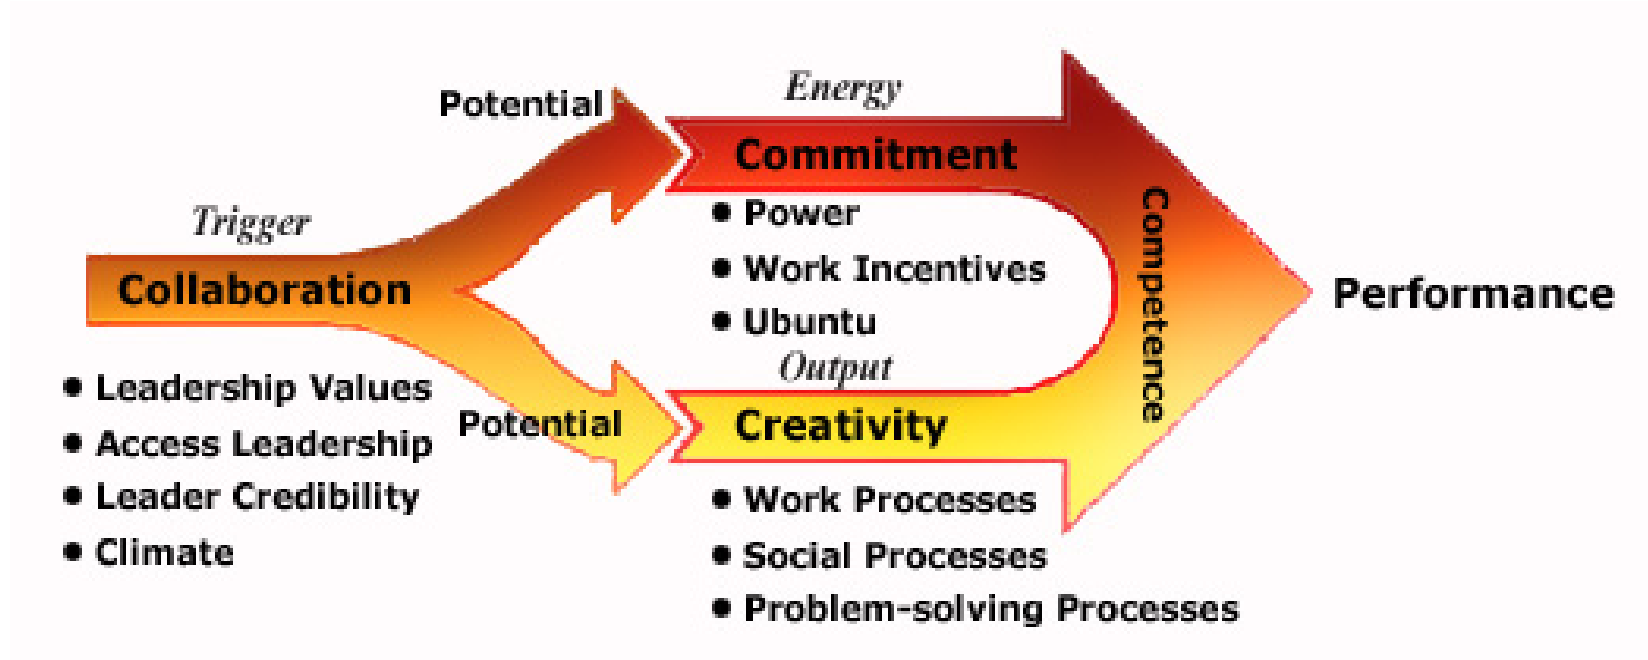 Trigger
Collaboration
● Leadership Values
● Access Leadership
● Leader Credibility
● Climate
Potential
Potential
Energy
Commitment
● Power
● Work Incentives
● Ubuntu
Output
Creativity
● Work Processes
● Social Processes
● Problem-solving Processes
Competence
Performance